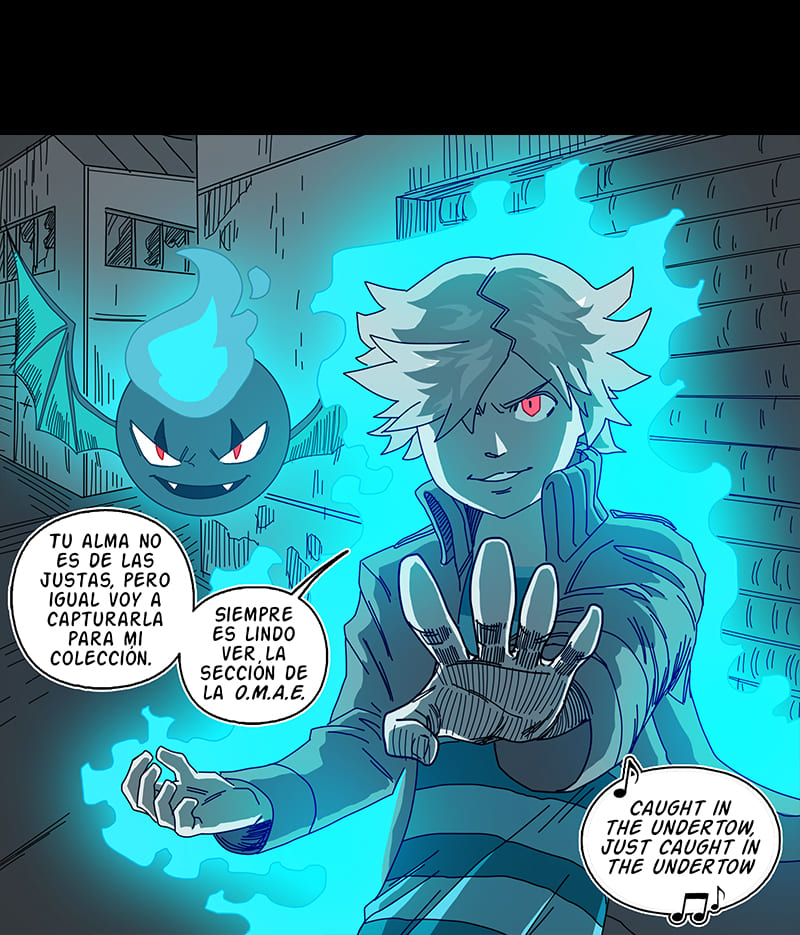 TU ALMA NO
ES DE LAS
JUSTAS, PERO
IGUAL VOY A
CAPTURARLA
PARA MI
COLECCIÓN.
SIEMPRE
ES LINDO
VER LA
SECCIÓN DE
LA O.M.A.E.
CAUGHT IN
THE UNDERTOW,
JUST CAUGHT IN
THE UNDERTOW